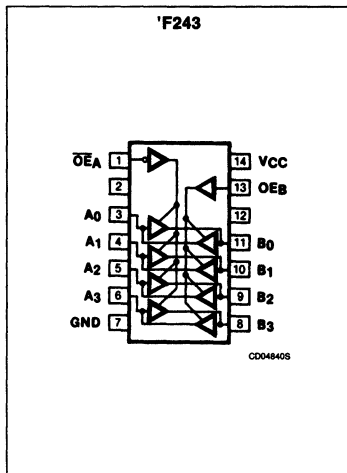 'F243
OEA 1
14 VCC
2
13 OEB
A0 3
12
A1 4
11 B0
A2 5
10 B1
A3 6
9 B2
GND 7
8 B3
CD04840S